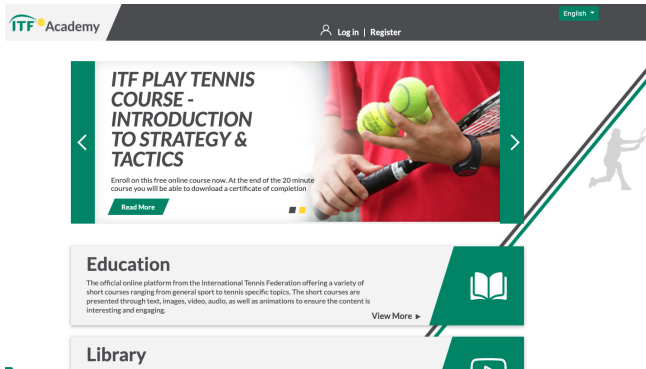 English
ITF Academy
Log in | Register
ITF PLAY TENNIS
COURSE -
INTRODUCTION
TO STRATEGY &
TACTICS
Enroll on this free online course now. At the end of the 20 minute
course you will be able to download a certificate of completion
Read More
Education
The official online platform from the International Tennis Federation offering a variety of
short courses ranging from general sport to tennis specific topics. The short courses are
presented through text, images, video, audio, as well as animations to ensure the content is
interesting and engaging.
View More ►
Library